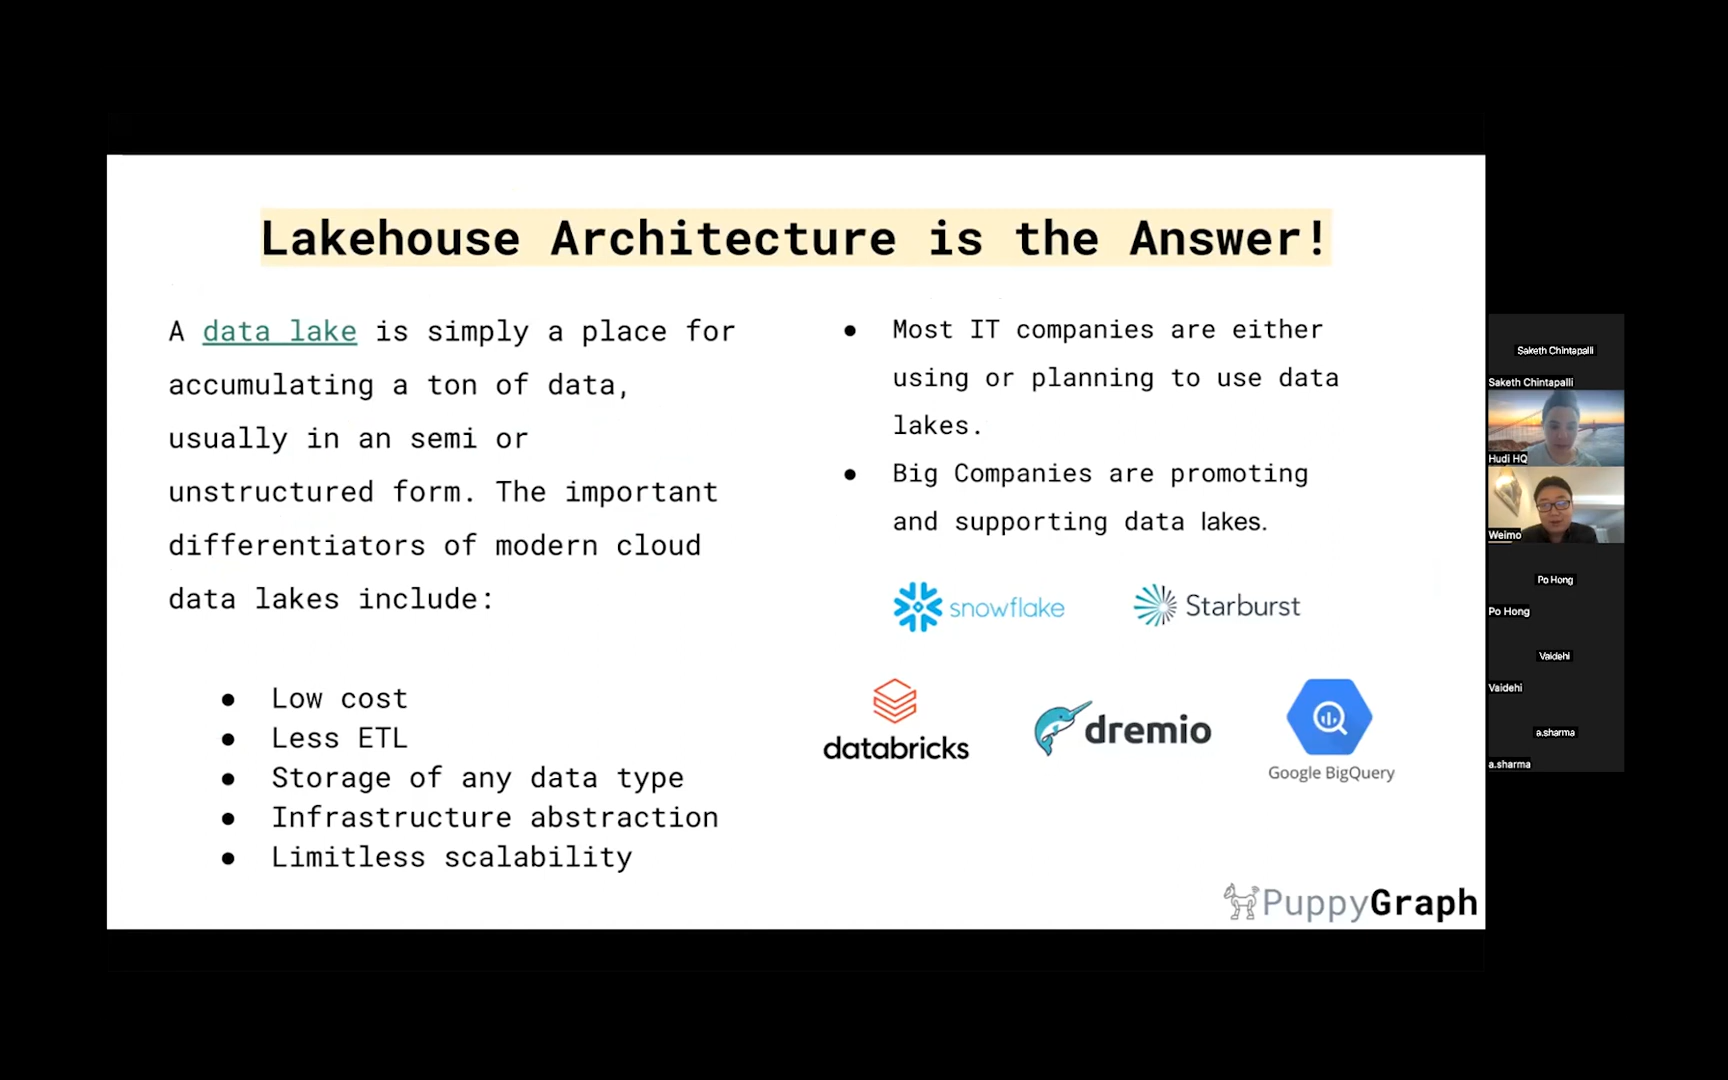 Lakehouse Architecture is the Answer!
A data lake is simply a place for
accumulating a ton of data,
usually in an semi or
unstructured form. The important
differentiators of modern cloud
data lakes include:
● Low cost
● Less ETL
● Storage of any data type
● Infrastructure abstraction
● Limitless scalability
● Most IT companies are either
using or planning to use data
lakes.
● Big Companies are promoting
and supporting data lakes.
snowflake
Starburst
databricks
dremio
Google BigQuery
PuppyGraph
Saketh Chintapalli
Saketh Chintapalli
Hudi HQ
Weimo
Po Hong
Po Hong
Vaidehi
Vaidehi
a.sharma
a.sharma